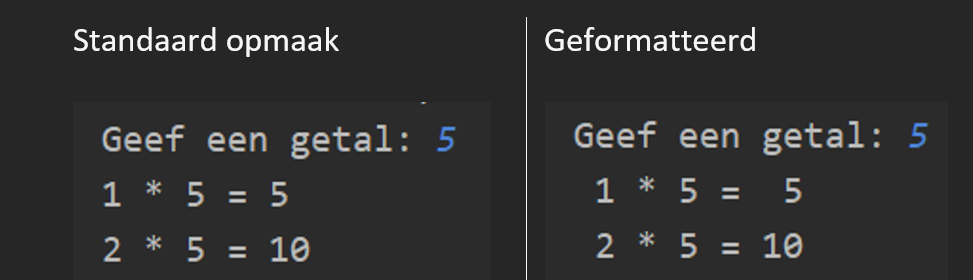 Standaard opmaak
Geef een getal: 5
1 * 5 = 5
2 * 5 = 10
Geformatteerd
Geef een getal: 5
 1 * 5 =  5
 2 * 5 = 10